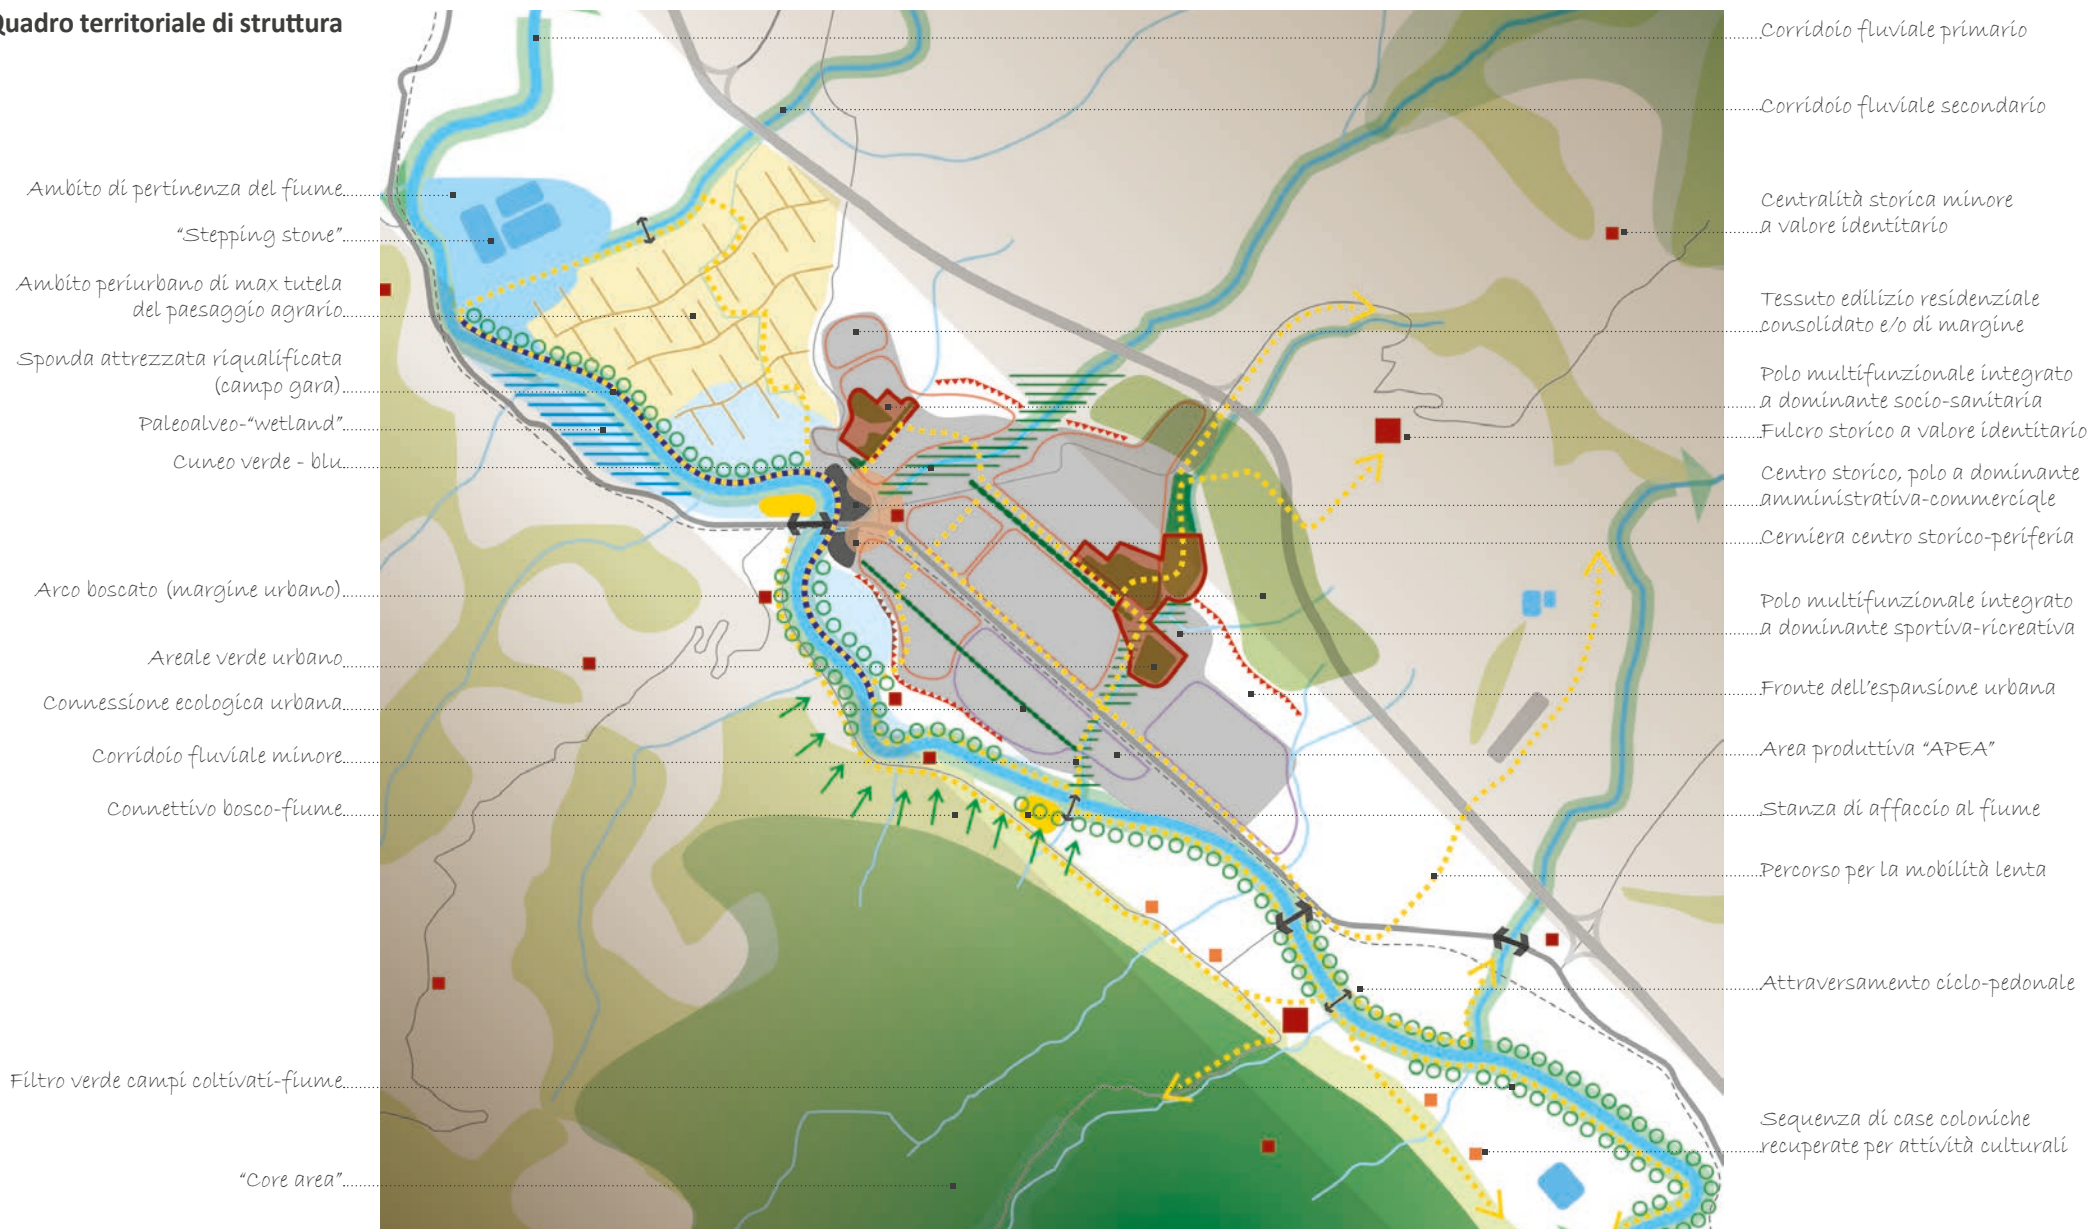 Quadro territoriale di struttura
Ambito di pertinenza del fiume
“Stepping stone”
Ambito periurbano di max tutela
del paesaggio agrario
Sponda attrezzata riqualificata
(campo gara)
Paleoalveo-“wetland”
Cuneo verde - blu
Arco boscato (margine urbano)
Areale verde urbano
Connessione ecologica urbana
Corridoio fluviale minore
Connettivo bosco-fiume
Filtro verde campi coltivati-fiume
“Core area”
Corridoio fluviale primario
Corridoio fluviale secondario
Centralità storica minore
a valore identitario
Tessuto edilizio residenziale
consolidato e/o di margine
Polo multifunzionale integrato
a dominante socio-sanitaria
Fulcro storico a valore identitario
Centro storico, polo a dominante
amministrativa-commerciqle
Cerniera centro storico-periferia
Polo multifunzionale integrato
a dominante sportiva-ricreativa
Fronte dell'espansione urbana
Area produttiva “APEA”
Stanza di affaccio al fiume
Percorso per la mobilità lenta
Attraversamento ciclo-pedonale
Sequenza di case coloniche
recuperate per attività culturali